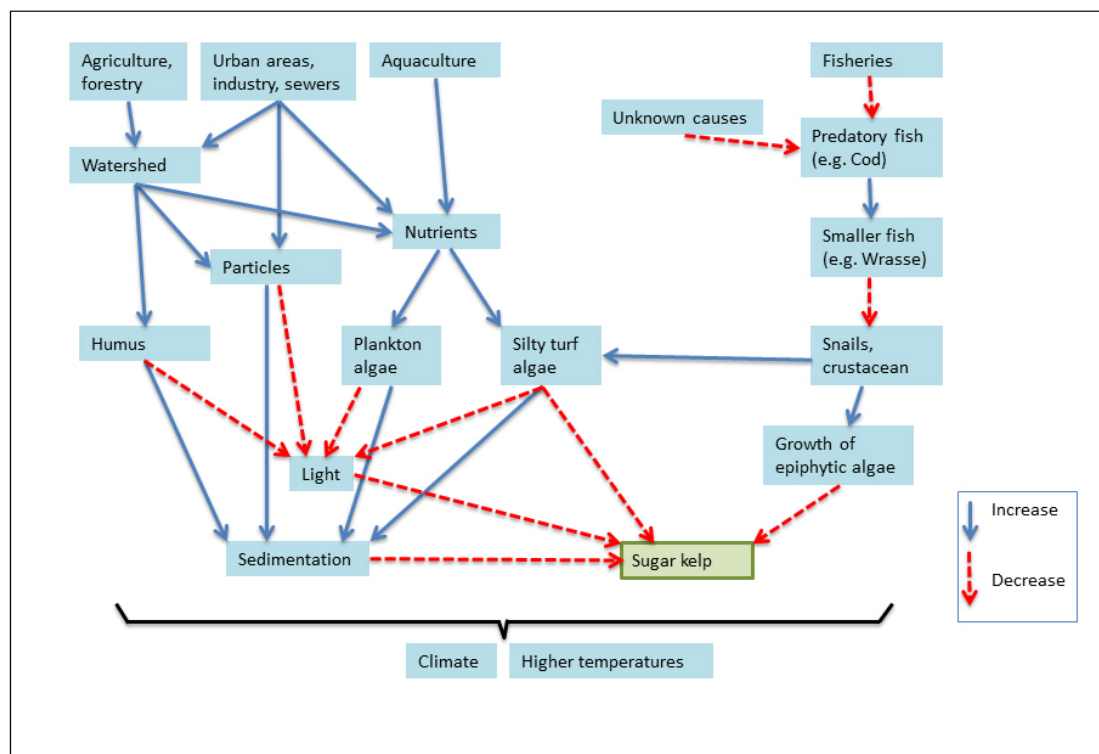 Agriculture,
forestry
Urban areas,
industry, sewers
Aquaculture
Fisheries
Unknown causes
Predatory fish
(e.g. Cod)
Watershed
Nutrients
Smaller fish
(e.g. Wrasse)
Particles
Humus
Plankton
algae
Silty turf
algae
Snails,
crustacean
Growth of
epiphytic algae
Light
Increase
Sedimentation
Sugar kelp
Decrease
Climate
Higher temperatures